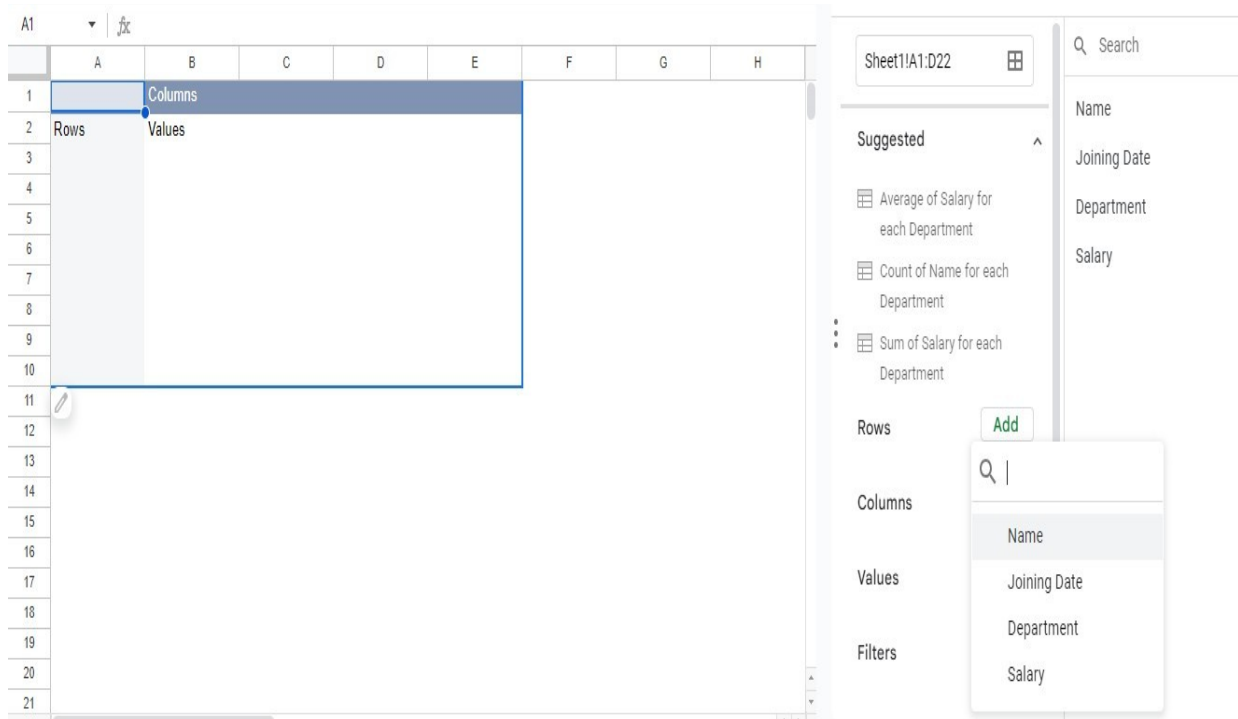 A1
fx
A B C D E F G H
1 Columns
2 Rows Values
3
4
5
6
7
8
9
10
11
12
13
14
15
16
17
18
19
20
21
Sheet1!A1:D22
Suggested
Average of Salary for
each Department
Count of Name for each
Department
Sum of Salary for each
Department
Rows Add
Columns
Values
Filters
Name
Joining Date
Department
Salary
Search
Name
Joining Date
Department
Salary